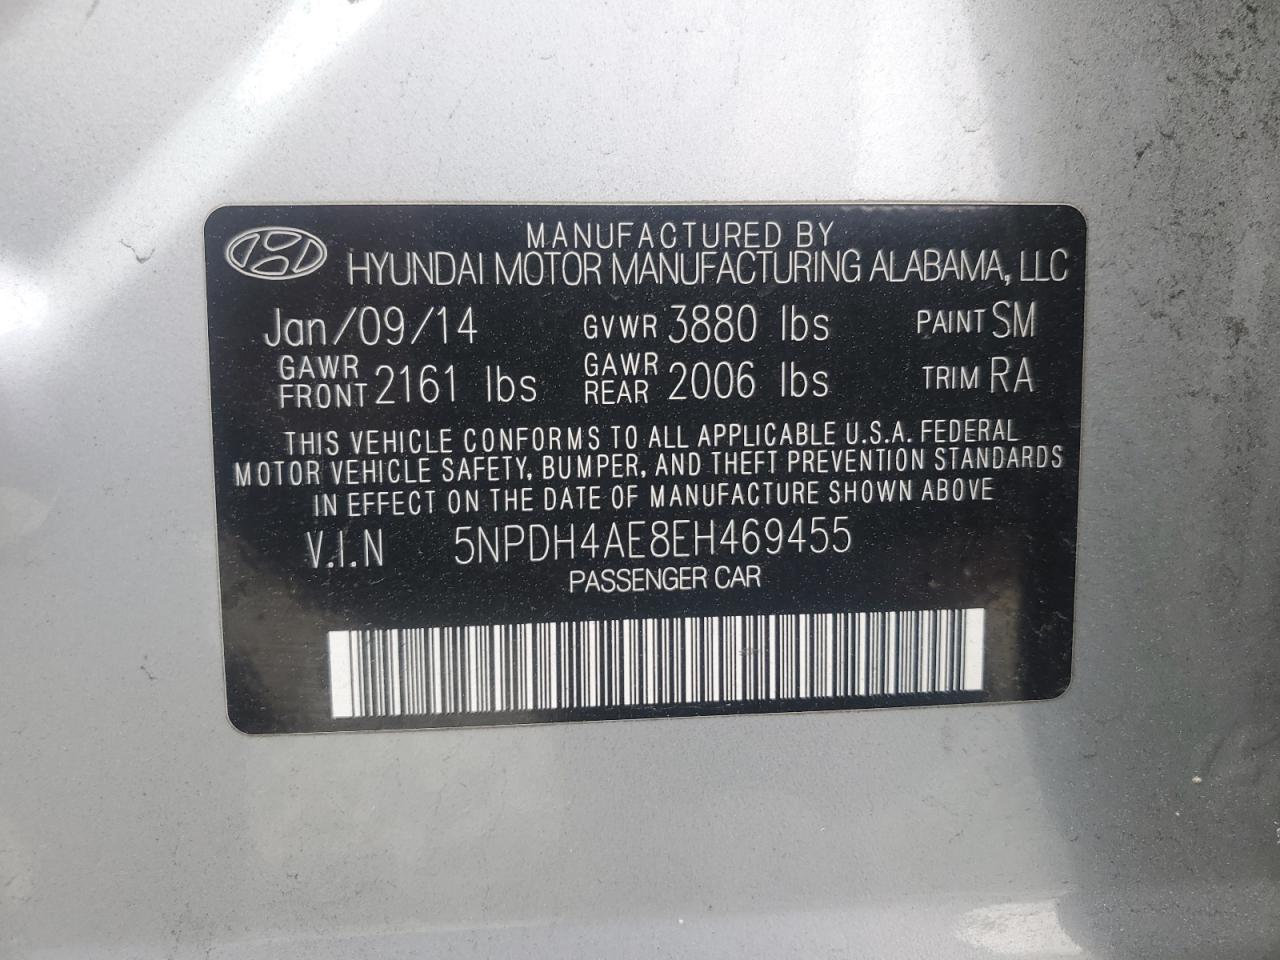 MANUFACTURED BY
HYUNDAI MOTOR MANUFACTURING ALABAMA, LLC
Jan/09/14 GVWR 3880 lbs PAINT SM
GAWR FRONT 2161 lbs GAWR REAR 2006 lbs TRIM RA
THIS VEHICLE CONFORMS TO ALL APPLICABLE U.S.A. FEDERAL
MOTOR VEHICLE SAFETY, BUMPER, AND THEFT PREVENTION STANDARDS
IN EFFECT ON THE DATE OF MANUFACTURE SHOWN ABOVE
V.I.N 5NPDH4AE8EH469455
PASSENGER CAR